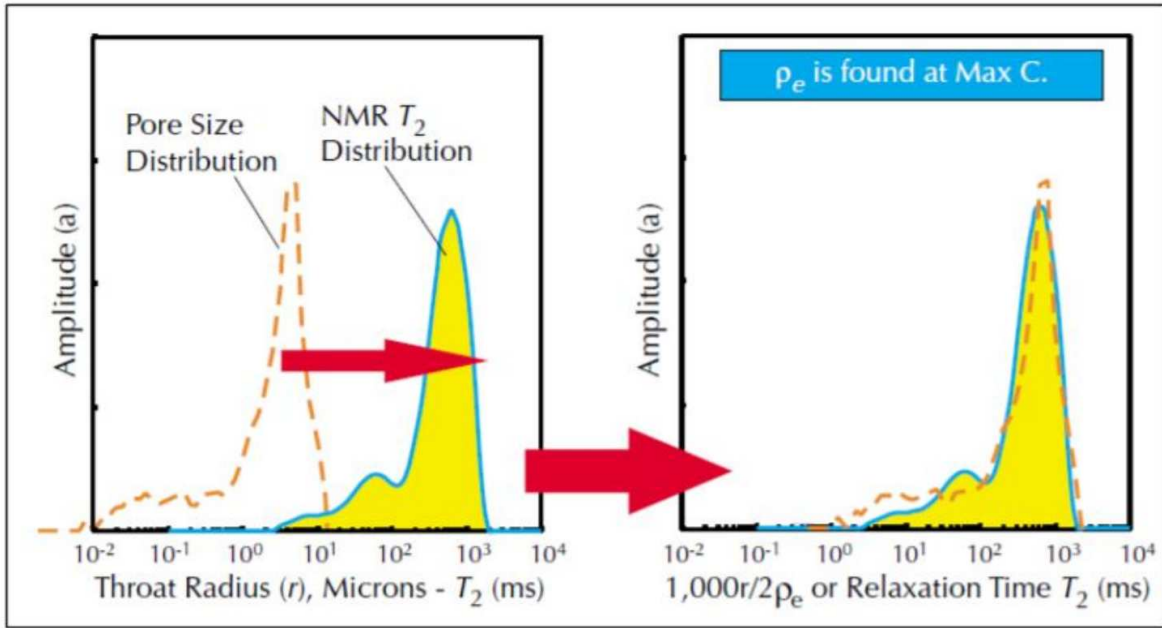 Pore Size
Distribution
NMR T₂
Distribution
Amplitude (a)
10⁻² 10⁻¹ 10⁰ 10¹ 10² 10³ 10⁴
Throat Radius (r), Microns - T₂ (ms)
ρₑ is found at Max C.
Amplitude (a)
10⁻² 10⁻¹ 10⁰ 10¹ 10² 10³ 10⁴
1,000r/2ρₑ or Relaxation Time T₂ (ms)